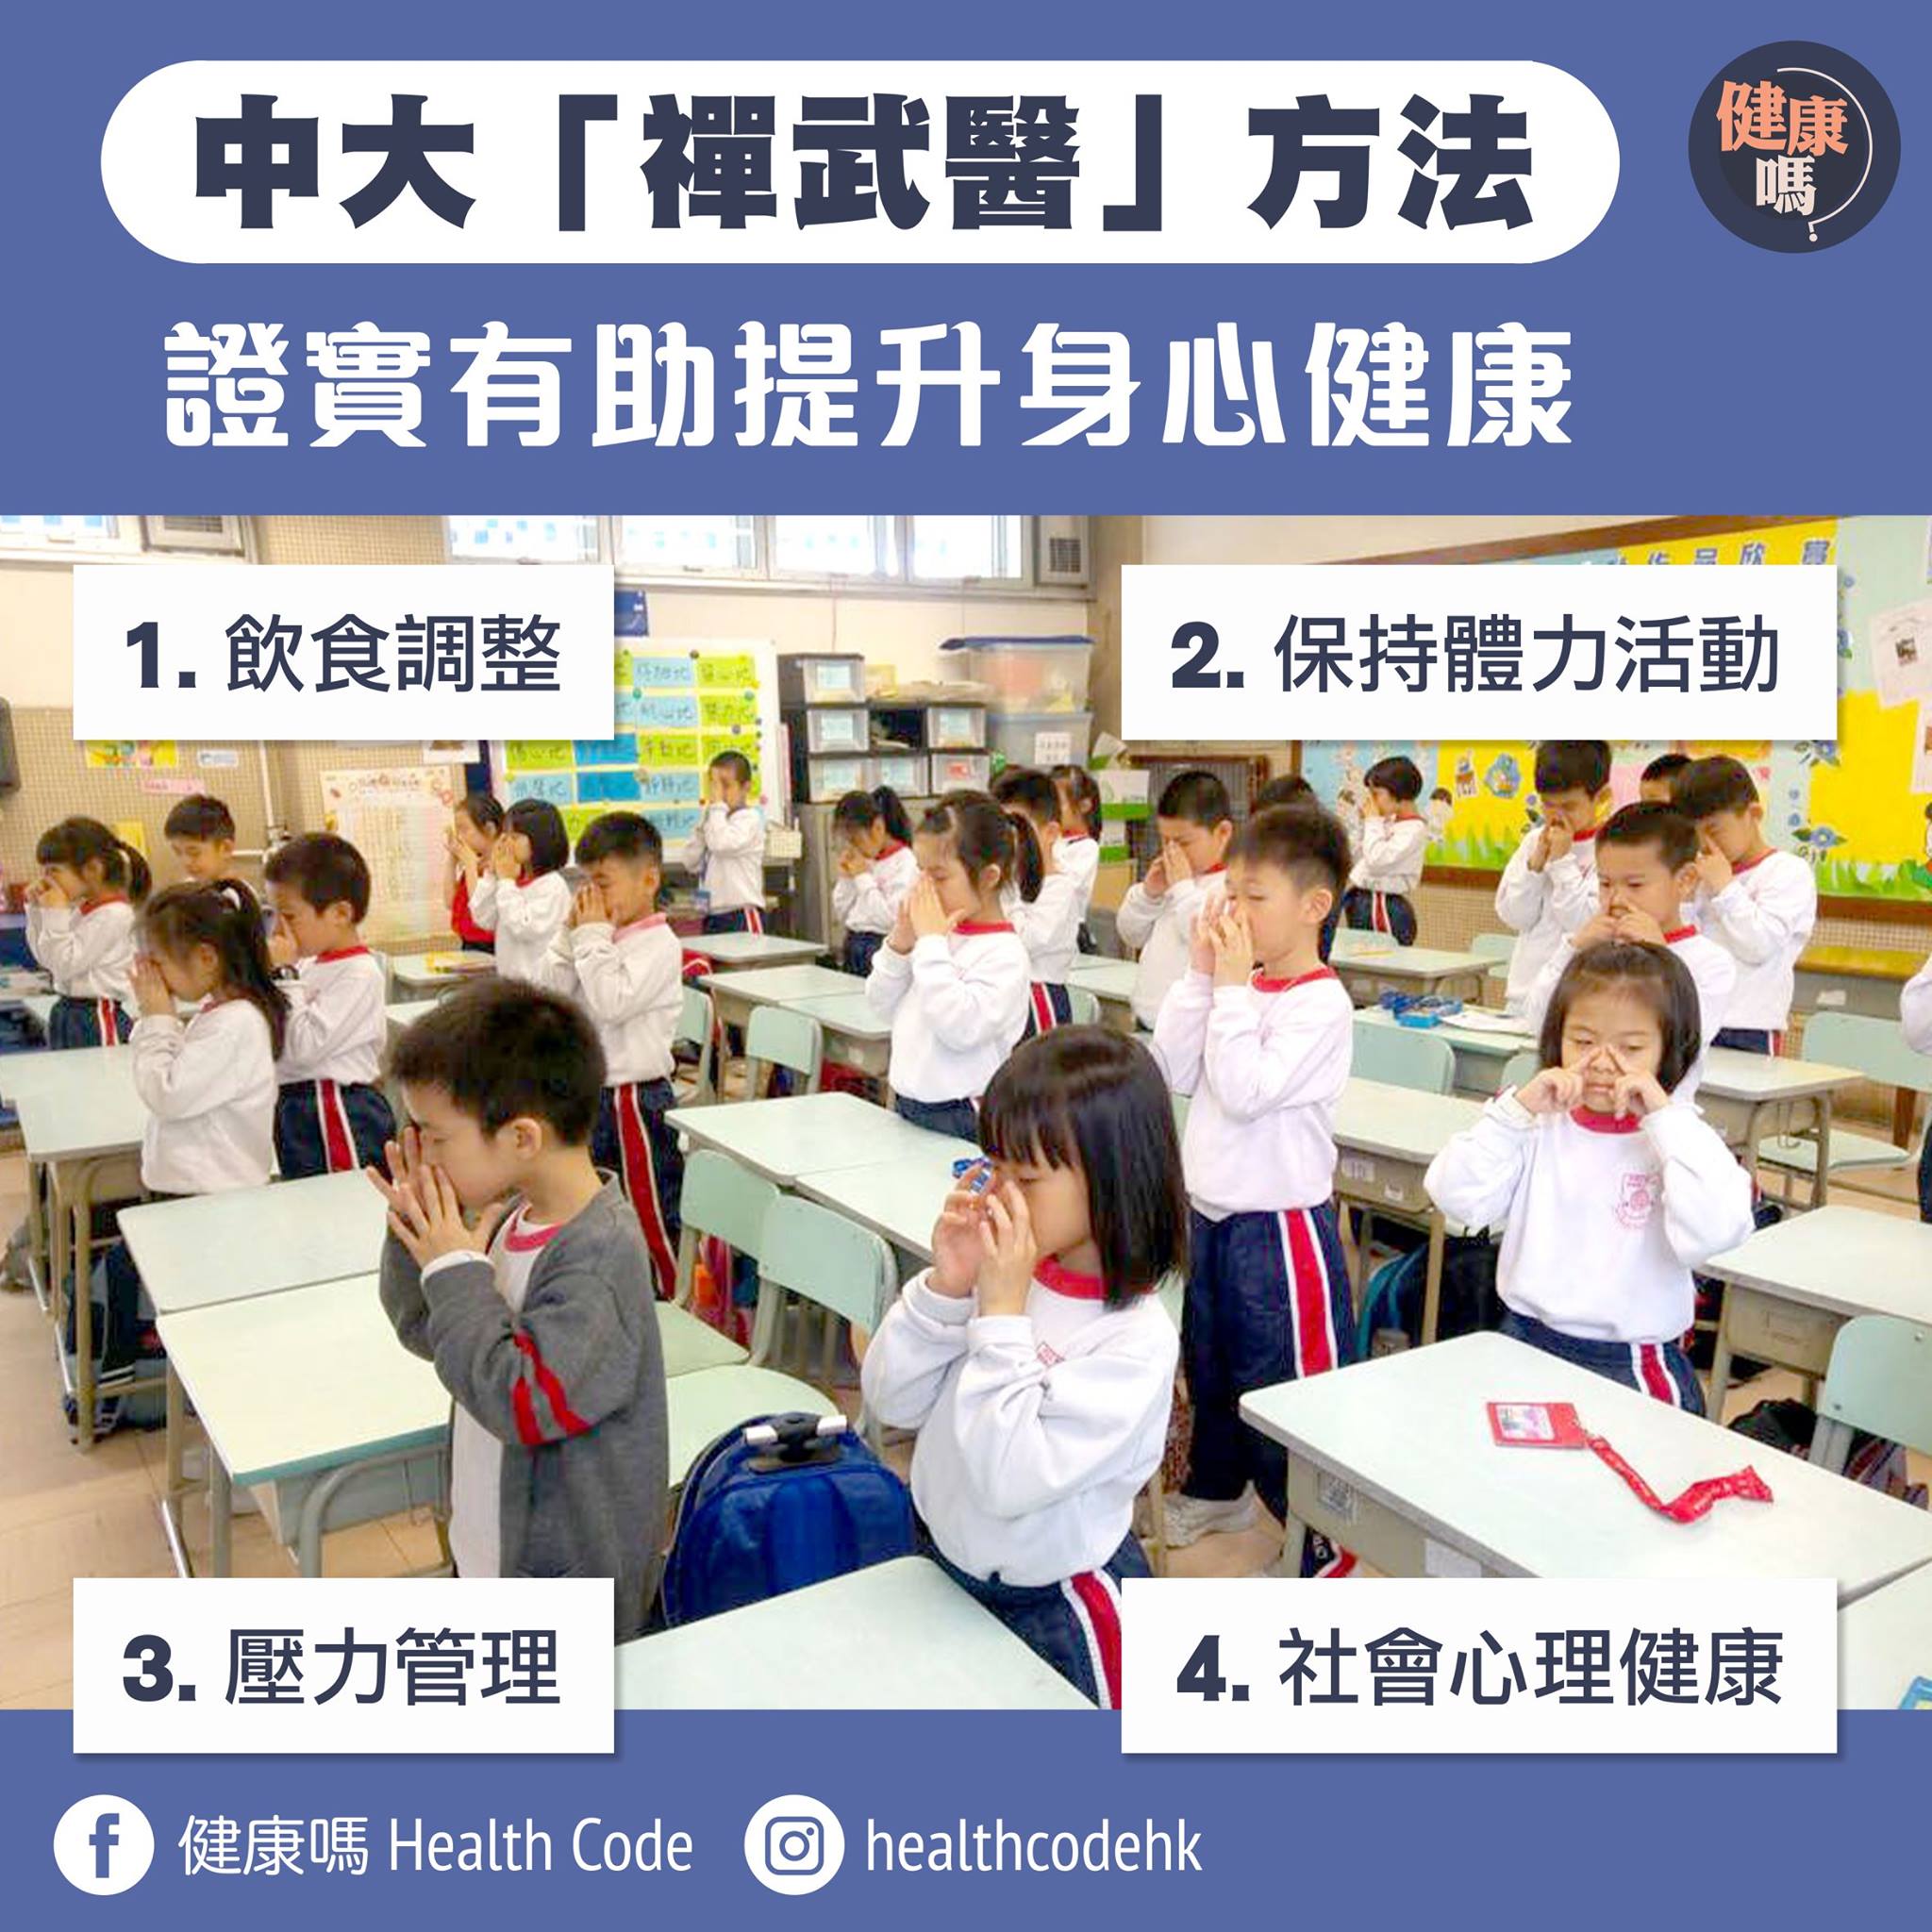 中大「禪武醫」方法
健康
嗎?
證實有助提升身心健康
1. 飲食調整
2. 保持體力活動
3. 壓力管理
4. 社會心理健康
健康嗎 Health Code
healthcodehk